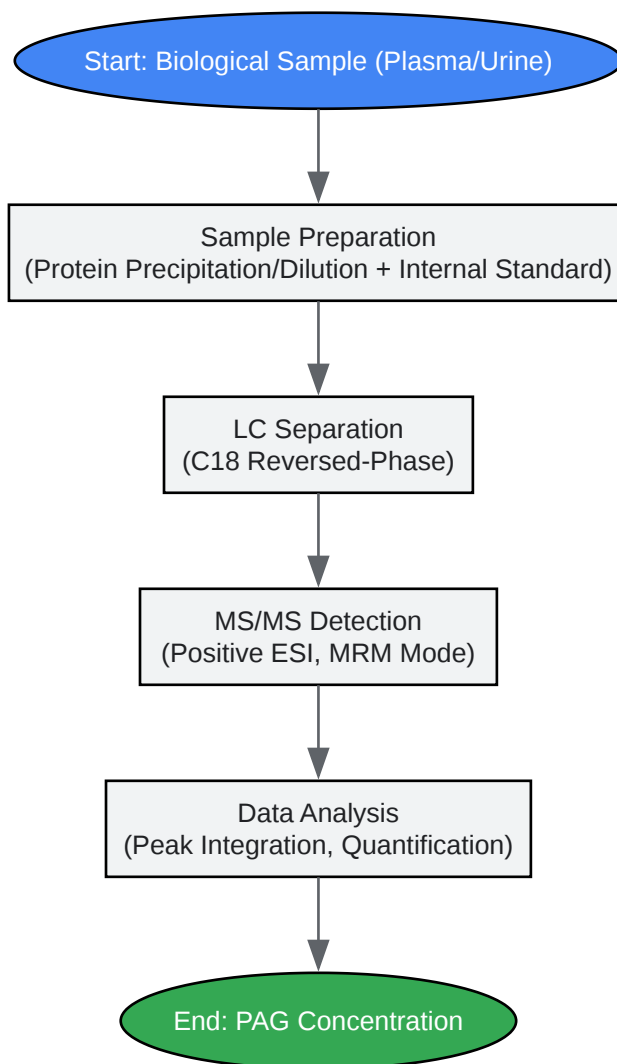 Start: Biological Sample (Plasma/Urine)
Sample Preparation
(Protein Precipitation/Dilution + Internal Standard)
LC Separation
(C18 Reversed-Phase)
MS/MS Detection
(Positive ESI, MRM Mode)
Data Analysis
(Peak Integration, Quantification)
End: PAG Concentration